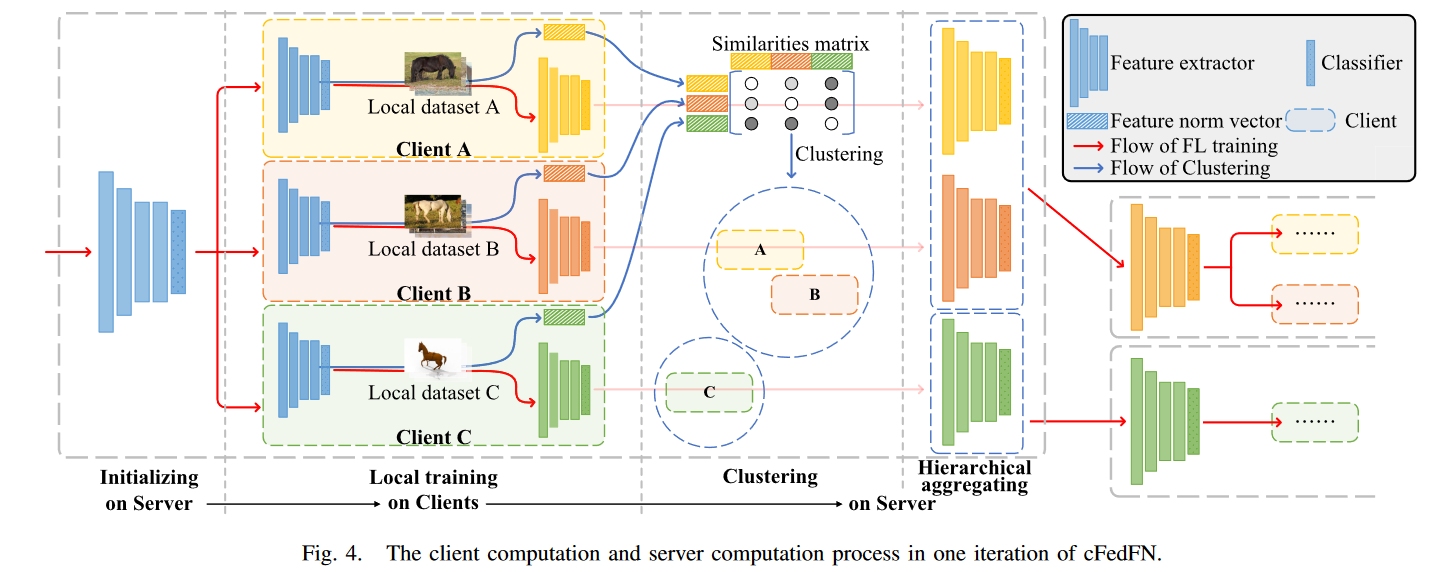 Similarities matrix
Feature extractor
Classifier
Feature norm vector
Client
Flow of FL training
Flow of Clustering
Local dataset A
Client A
Clustering
Local dataset B
Client B
A
B
Local dataset C
Client C
C
......
......
......
Initializing
on Server
Local training
on Clients
Clustering
on Server
Hierarchical
aggregating
Fig. 4. The client computation and server computation process in one iteration of cFedFN.